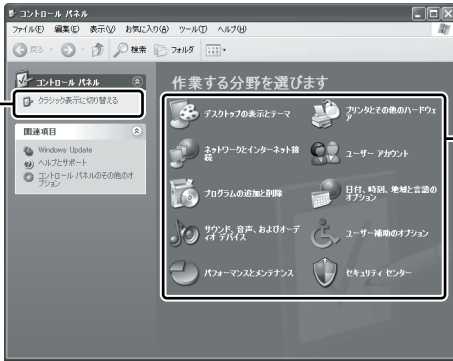 コントロール パネル
ファイル(F) 編集(E) 表示(V) お気に入り(A) ツール(T) ヘルプ(H)
戻る 検索 フォルダ
コントロール パネル
クラシック表示に切り替える
関連項目
Windows Update
ヘルプとサポート
コントロール パネルのその他のオ
プション
作業する分野を選びます
デスクトップの表示とテーマ
プリンタとその他のハードウェ
ア
ネットワークとインターネット接
続
ユーザー アカウント
プログラムの追加と削除
日付、時刻、地域と言語の
オプション
サウンド、音声、およびオーデ
ィオ デバイス
ユーザー補助のオプション
パフォーマンスとメンテナンス
セキュリティ センター